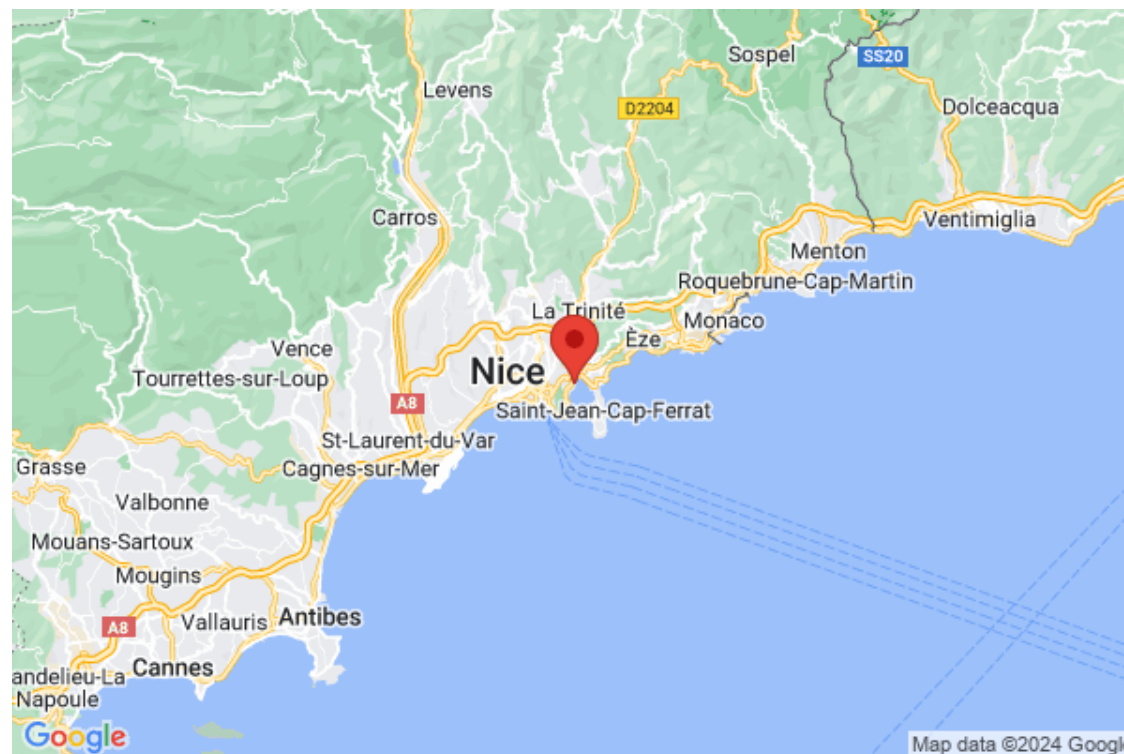 Sospel
SS20
Levens
D2204
Dolceacqua
Carros
Ventimiglia
Menton
Roquebrune-Cap-Martin
La Trinité
Monaco
Èze
Vence
Nice
Tourrettes-sur-Loup
A8
Saint-Jean-Cap-Ferrat
St-Laurent-du-Var
Grasse
Cagnes-sur-Mer
Valbonne
Mouans-Sartoux
Mougins
Antibes
Vallauris
A8
Cannes
andelieu-La
Napoule
Google
Map data ©2024 Google